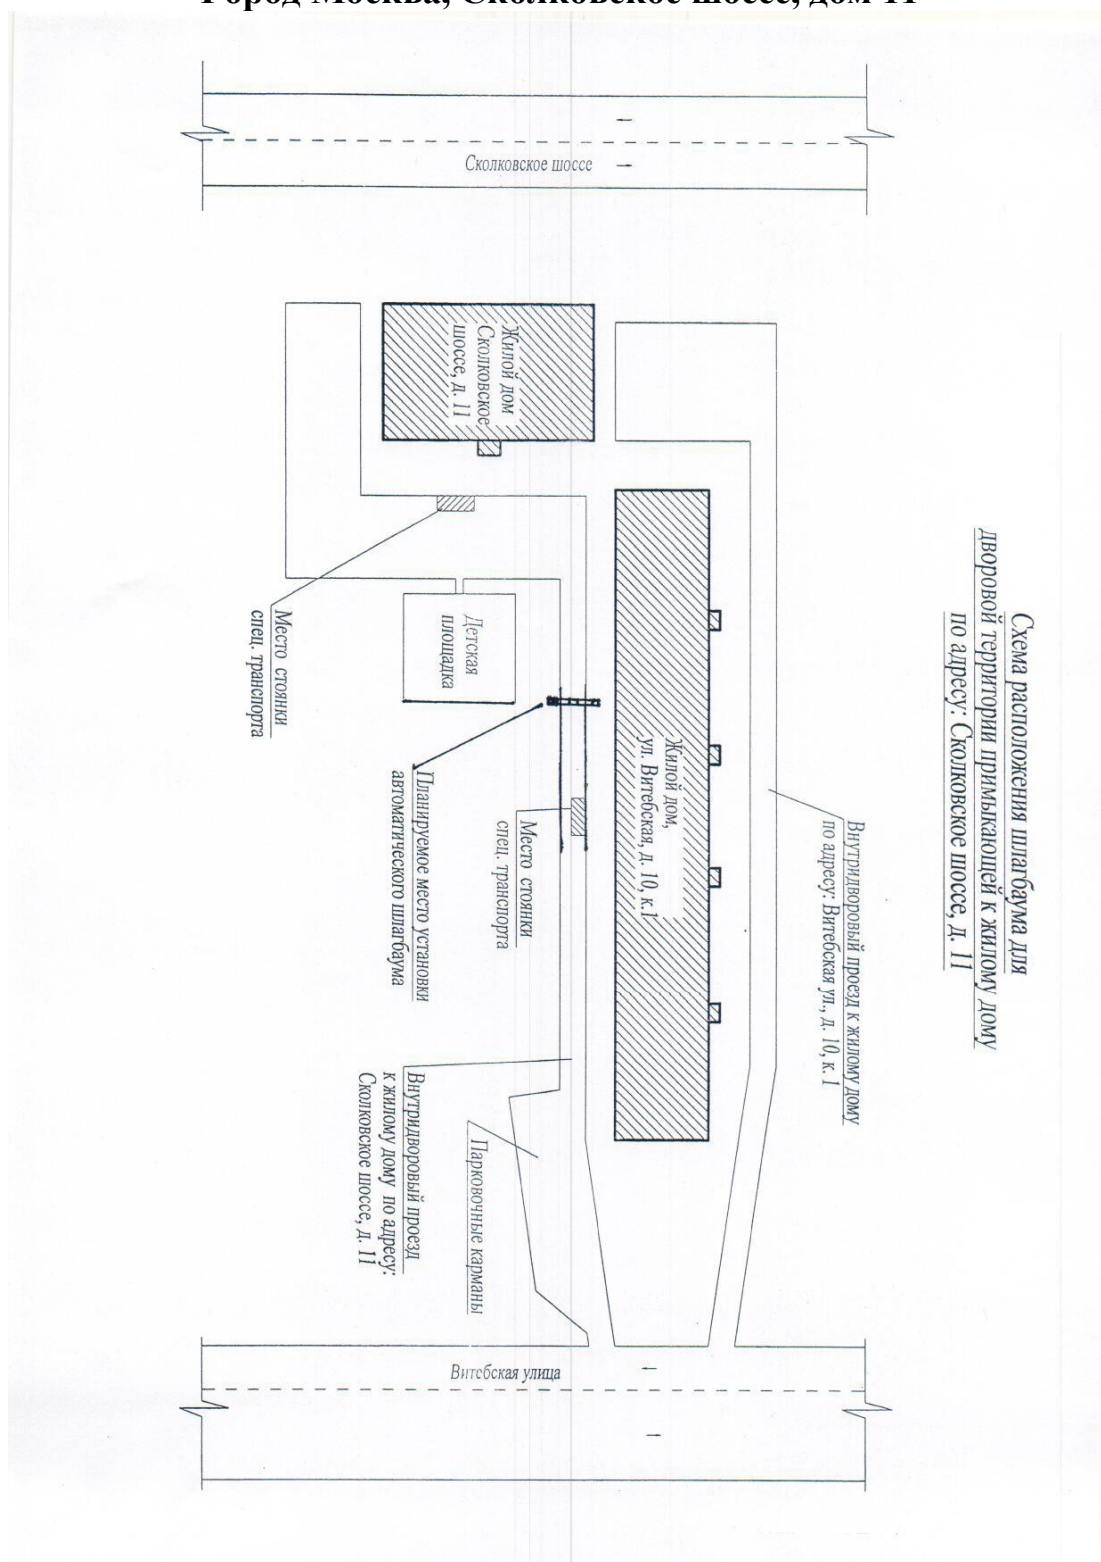 Город Москва, Сколковское шоссе, дом 11
Сколковское шоссе
Схема расположения шлагбаума для
дворовой территории примыкающей к жилому дому
по адресу: Сколковское шоссе, д. 11
Жилой дом
Сколковское
шоссе, д. 11
Внутридворовый проезд к жилому дому
по адресу: Витебская ул., д. 10, к. 1
Жилой дом,
ул. Витебская, д. 10, к.1
Детская
площадка
Место стоянки
спец. транспорта
Место стоянки
спец. транспорта
Планируемое место установки
автоматического шлагбаума
Парковочные карманы
Внутридворовый проезд
к жилому дому по адресу:
Сколковское шоссе, д. 11
Витебская улица